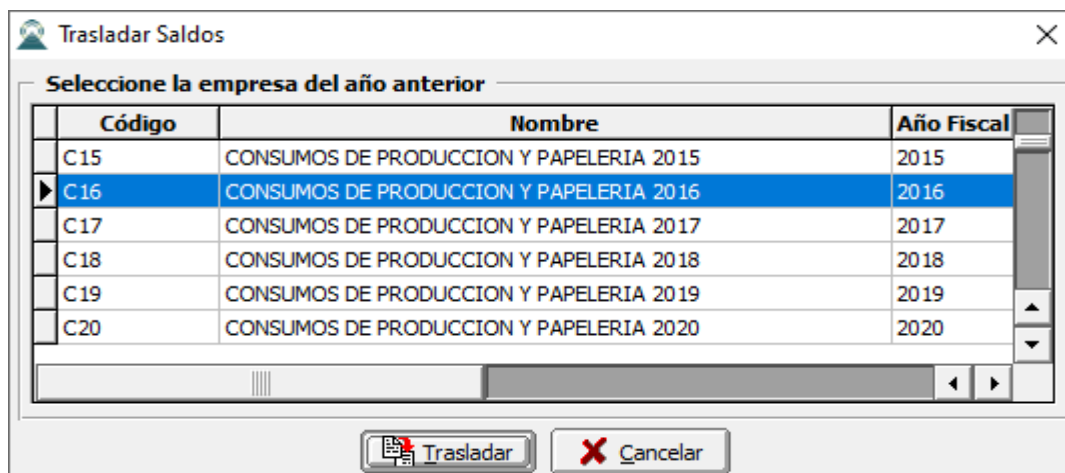 Trasladar Saldos
Seleccione la empresa del año anterior
Código Nombre Año Fiscal
C15 CONSUMOS DE PRODUCCION Y PAPELERIA 2015 2015
C16 CONSUMOS DE PRODUCCION Y PAPELERIA 2016 2016
C17 CONSUMOS DE PRODUCCION Y PAPELERIA 2017 2017
C18 CONSUMOS DE PRODUCCION Y PAPELERIA 2018 2018
C19 CONSUMOS DE PRODUCCION Y PAPELERIA 2019 2019
C20 CONSUMOS DE PRODUCCION Y PAPELERIA 2020 2020
Trasladar Cancelar